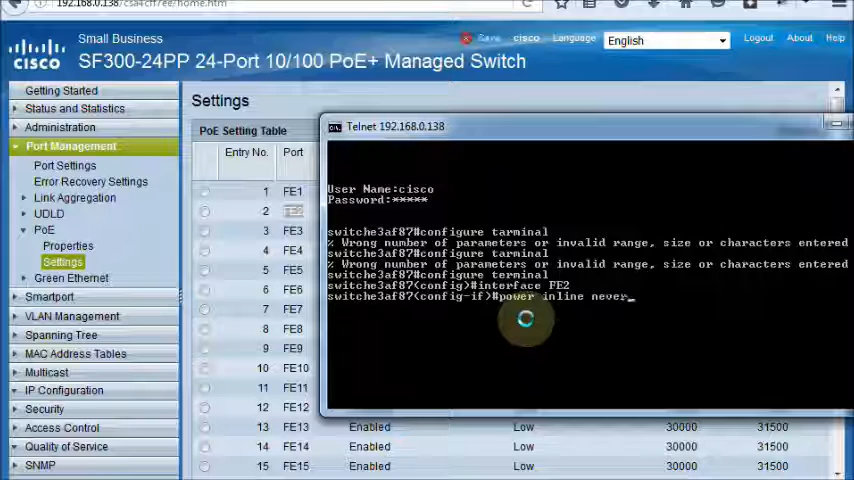 192.168.0.138/csa4cff7ee/home.htm
Small Business
Save cisco Language English Logout About Help
cisco
SF300-24PP 24-Port 10/100 PoE+ Managed Switch
Getting Started
Status and Statistics
Administration
Port Management
Port Settings
Error Recovery Settings
Link Aggregation
UDLD
PoE
Properties
Settings
Green Ethernet
Smartport
VLAN Management
Spanning Tree
MAC Address Tables
Multicast
IP Configuration
Security
Access Control
Quality of Service
SNMP
Settings
PoE Setting Table
Entry No. Port
1 FE1
2 FE2
3 FE3
4 FE4
5 FE5
6 FE6
7 FE7
8 FE8
9 FE9
10 FE10
11 FE11
12 FE12
13 FE13 Enabled Low 30000 31500
14 FE14 Enabled Low 30000 31500
15 FE15 Enabled Low 30000 31500
Telnet 192.168.0.138
User Name:cisco
Password:*****
switche3af87#configure tarminal
% Wrong number of parameters or invalid range, size or characters entered
switche3af87#configure tarminal
% Wrong number of parameters or invalid range, size or characters entered
switche3af87#configure terminal
switche3af87(config)#interface FE2
switche3af87(config-if)#power inline never_